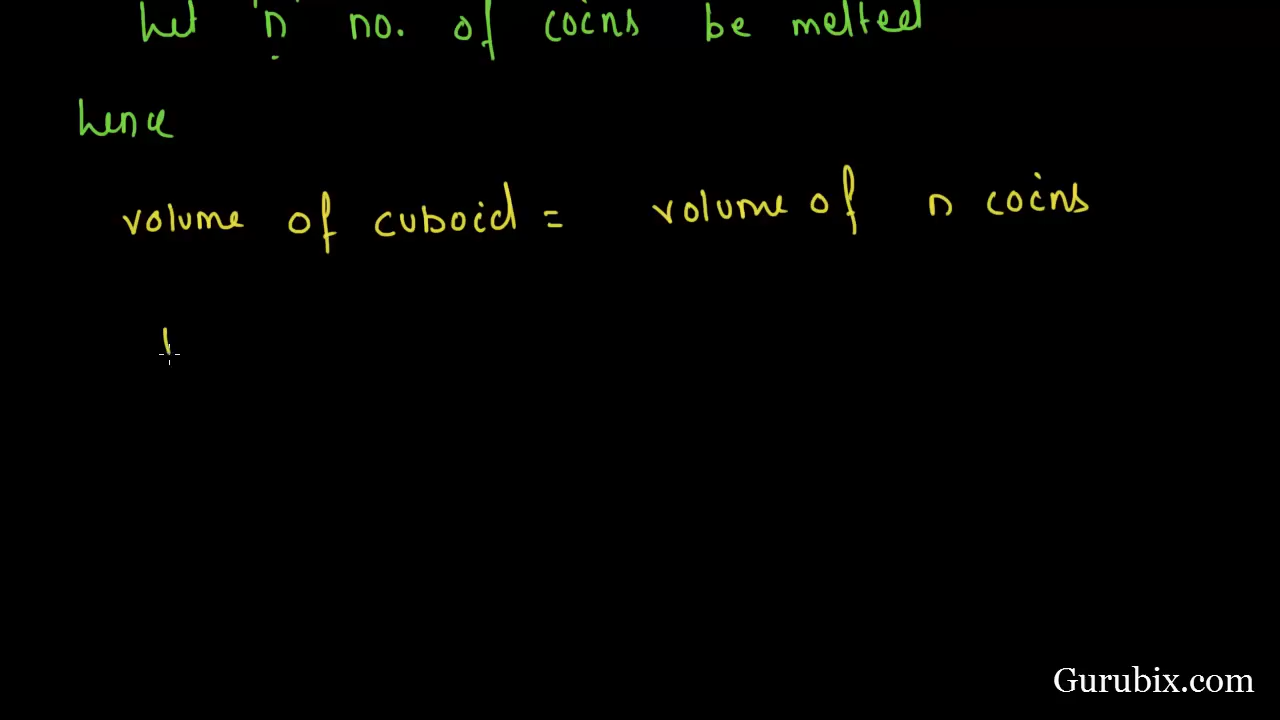 Let 'n' no. of coins be melted
hence
volume of cuboid = volume of n coins
Gurubix.com